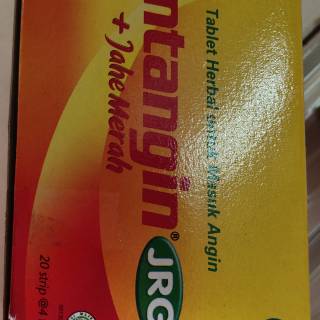 Tablet Herbal untuk Masuk Angin
ntangin® JRG
+ Jahe Merah
20 strip @4